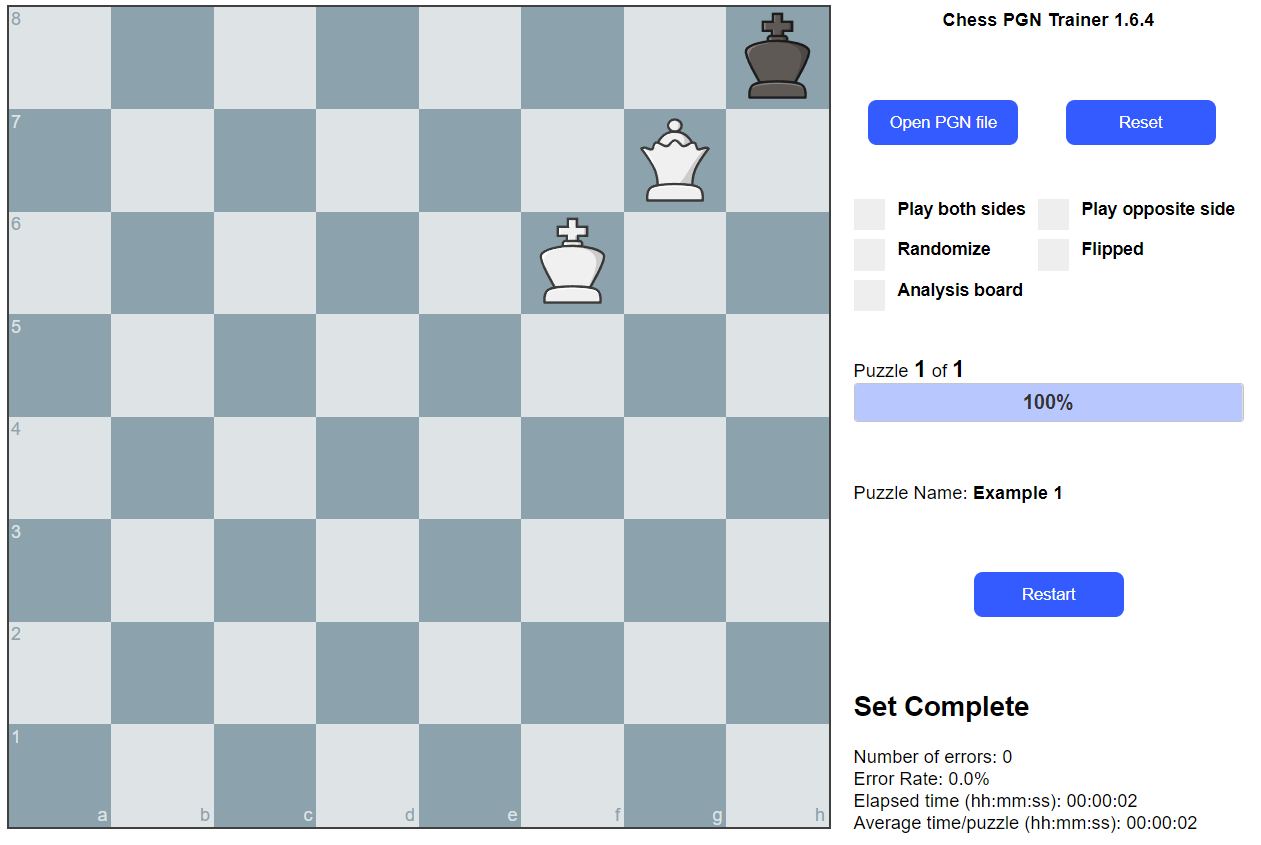 8
7
6
5
4
3
2
1
a b c d e f g h
Chess PGN Trainer 1.6.4
Open PGN file Reset
Play both sides Play opposite side
Randomize Flipped
Analysis board
Puzzle 1 of 1
100%
Puzzle Name: Example 1
Restart
Set Complete
Number of errors: 0
Error Rate: 0.0%
Elapsed time (hh:mm:ss): 00:00:02
Average time/puzzle (hh:mm:ss): 00:00:02